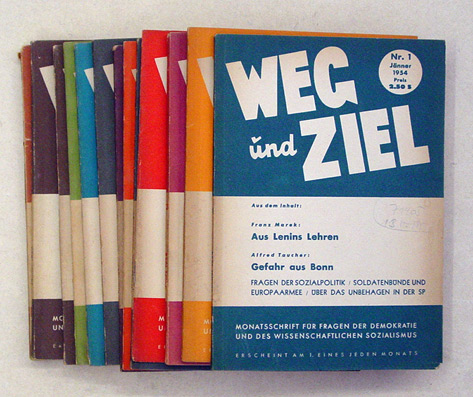 Nr. 1
Jänner
1954
Preis
2.50 S
WEG
und ZIEL
Aus dem Inhalt:
Franz Marek:
Aus Lenins Lehren
Alfred Taucher:
Gefahr aus Bonn
FRAGEN DER SOZIALPOLITIK / SOLDATENBÜNDE UND
EUROPAARMEE / ÜBER DAS UNBEHAGEN IN DER SP
MONATSSCHRIFT FÜR FRAGEN DER DEMOKRATIE
UND DES WISSENSCHAFTLICHEN SOZIALISMUS
ERSCHEINT AM 1. EINES JEDEN MONATS